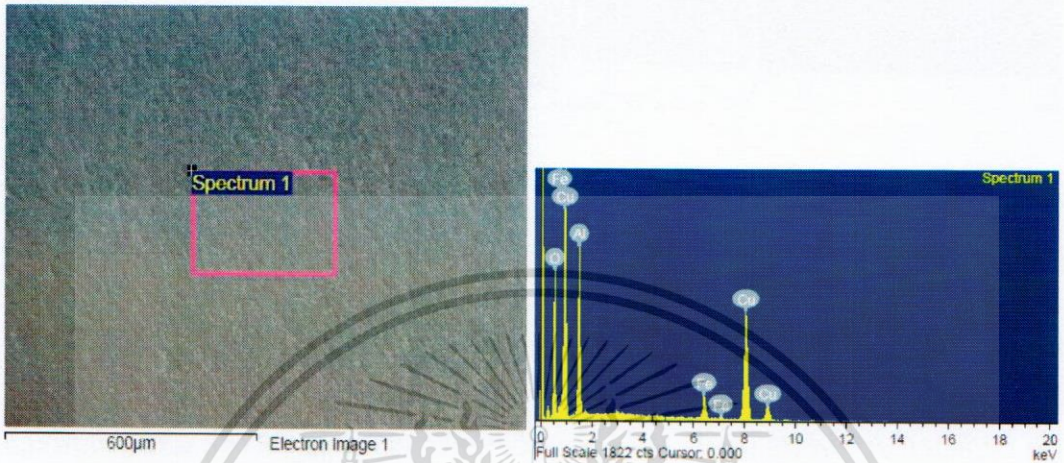 Spectrum 1
600µm
Electron Image 1
Spectrum 1
Fe
Cu
Al
O
Cu
Fe
Fe
Cu
0 2 4 6 8 10 12 14 16 18 20
Full Scale 1822 cts Cursor: 0.000
keV